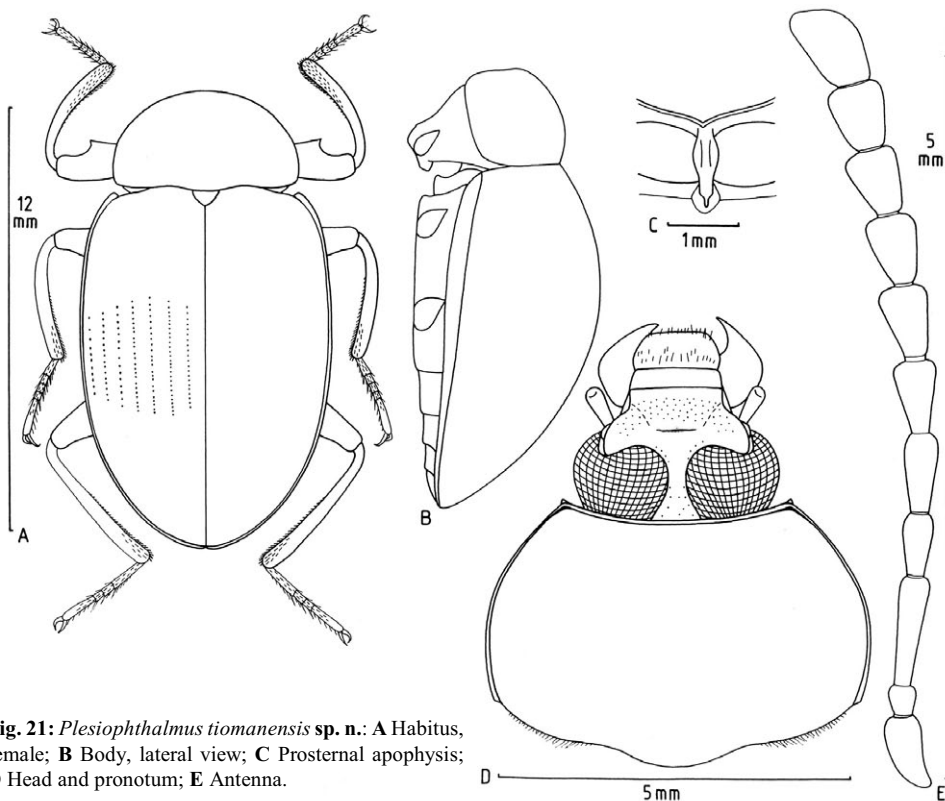 12
mm
A
B
C
1mm
5
mm
ig. 21: Plesiophthalmus tiomanensis sp. n.: A Habitus,
emale; B Body, lateral view; C Prosternal apophysis;
Head and pronotum; E Antenna.
D
5mm
E